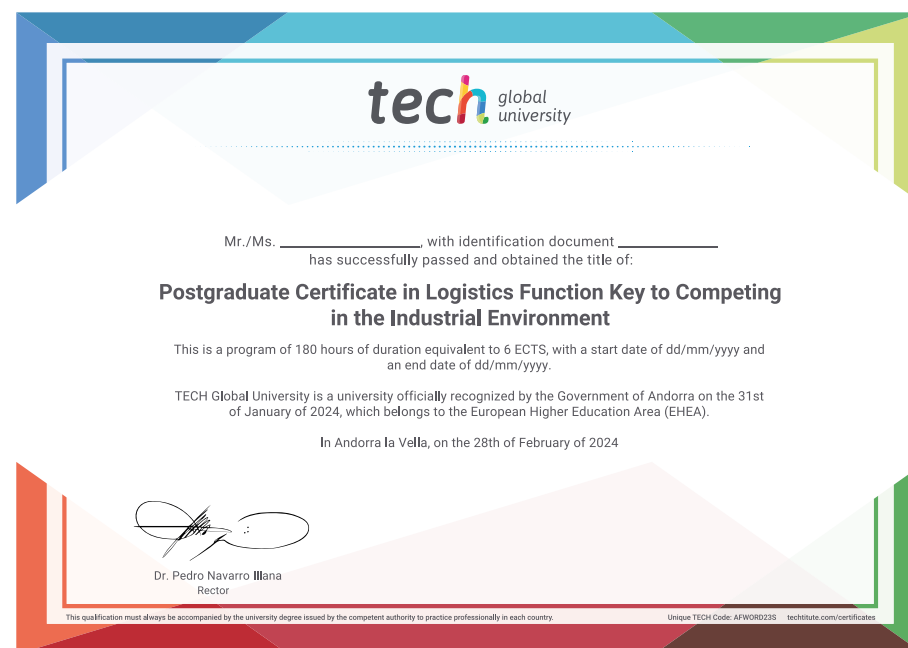 tech global
university
Mr./Ms. ____________________, with identification document ______________
has successfully passed and obtained the title of:
Postgraduate Certificate in Logistics Function Key to Competing
in the Industrial Environment
This is a program of 180 hours of duration equivalent to 6 ECTS, with a start date of dd/mm/yyyy and
an end date of dd/mm/yyyy.
TECH Global University is a university officially recognized by the Government of Andorra on the 31st
of January of 2024, which belongs to the European Higher Education Area (EHEA).
In Andorra la Vella, on the 28th of February of 2024
Dr. Pedro Navarro Illana
Rector
This qualification must always be accompanied by the university degree issued by the competent authority to practice professionally in each country. Unique TECH Code: AFWORD23S techtitute.com/certificates